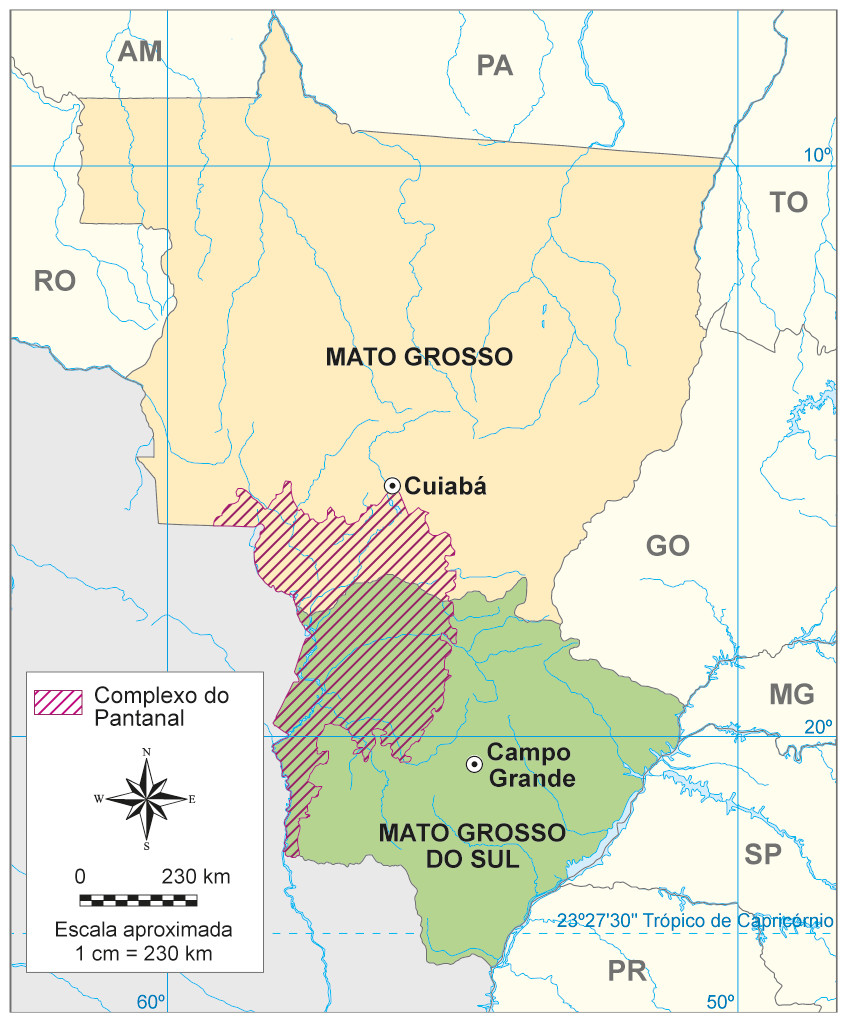 AM
PA
10º
TO
RO
MATO GROSSO
Cuiabá
GO
Complexo do
Pantanal
MG
N
W
E
S
20º
Campo
Grande
MATO GROSSO
DO SUL
SP
0
230 km
Escala aproximada
1 cm = 230 km
23º27'30" Trópico de Capricórnio
PR
60º
50º